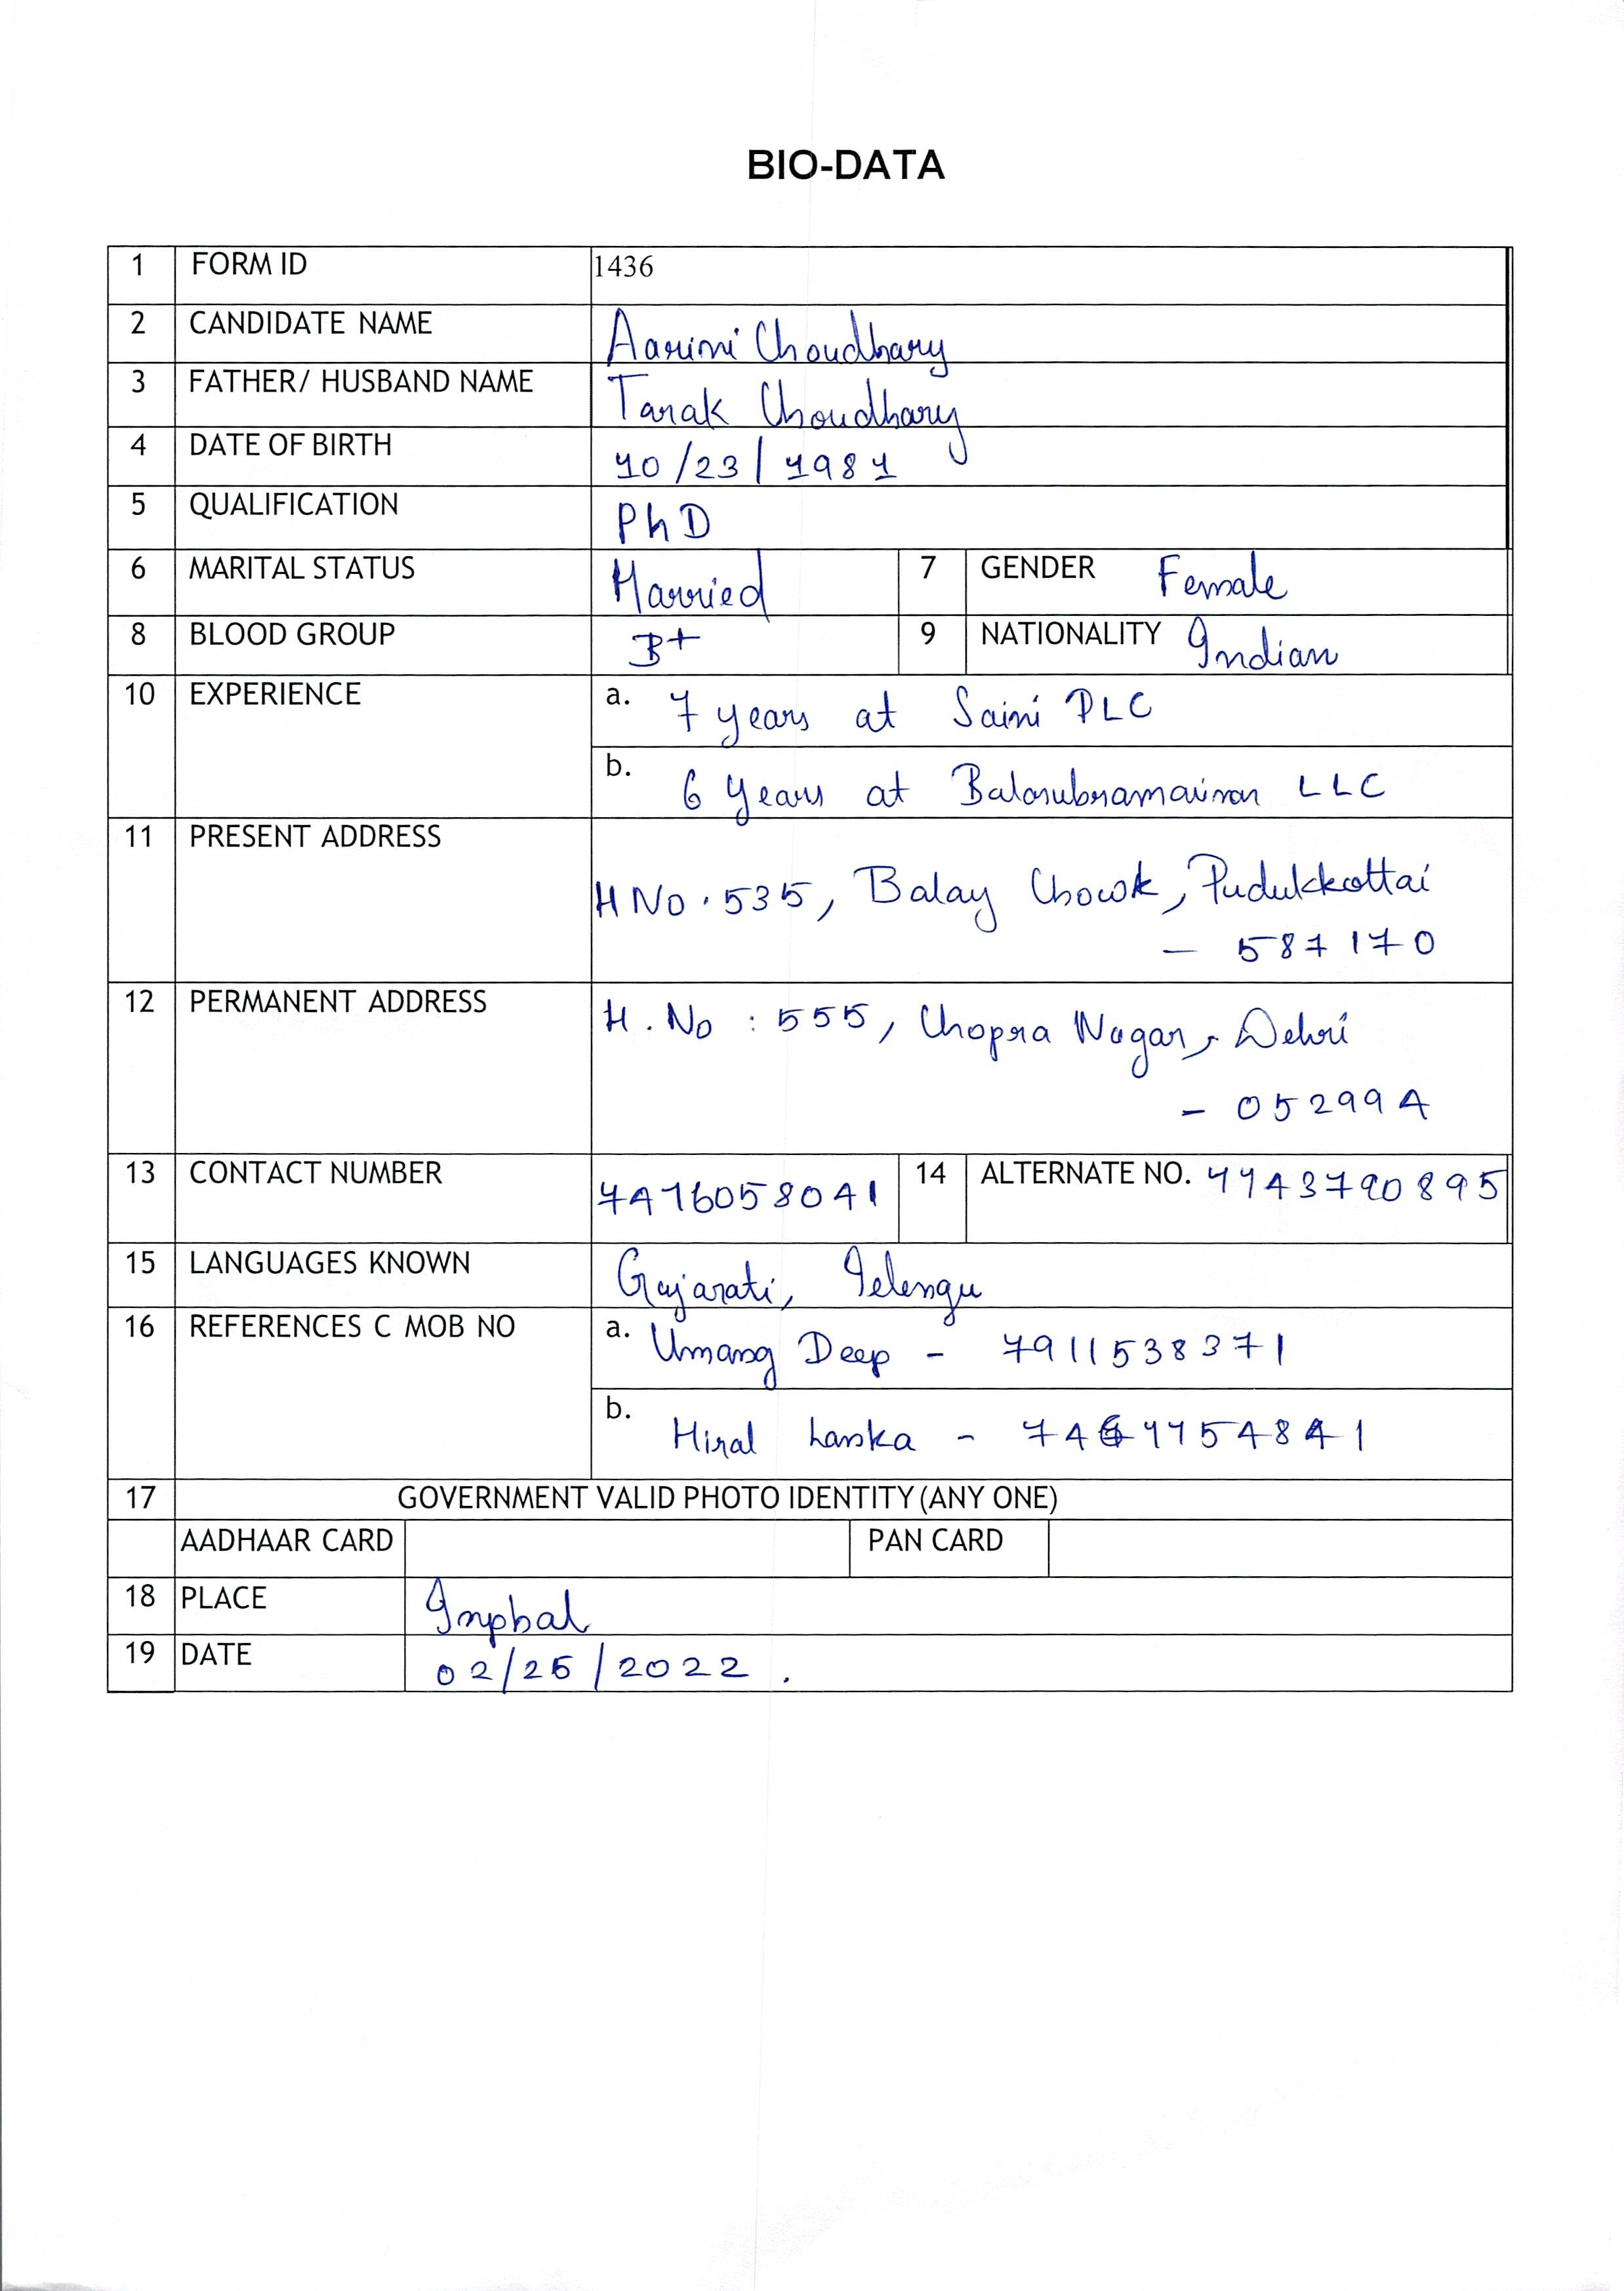 BIO-DATA
1 FORM ID 1436
2 CANDIDATE NAME Aarini Choudhary
3 FATHER/ HUSBAND NAME Tarak Choudhary
4 DATE OF BIRTH 10/23/1981
5 QUALIFICATION PhD
6 MARITAL STATUS Married 7 GENDER Female
8 BLOOD GROUP B+ 9 NATIONALITY Indian
10 EXPERIENCE a. 7 years at Saini PLC
b. 6 years at LLC
11 PRESENT ADDRESS
H No. 535, Balay Chowk, Pudukkottai
- 587170
12 PERMANENT ADDRESS H. No : 555, Chopra Nagar, Dehri
- 052994
13 CONTACT NUMBER 7416058041 14 ALTERNATE NO. 1143790895
15 LANGUAGES KNOWN Gujarati, Telengu
16 REFERENCES C MOB NO a. Umang Deep - 7911538371
b. Hiral Lanka -
17 GOVERNMENT VALID PHOTO IDENTITY (ANY ONE)
AADHAAR CARD PAN CARD
18 PLACE Imphal
19 DATE 02/25/2022.